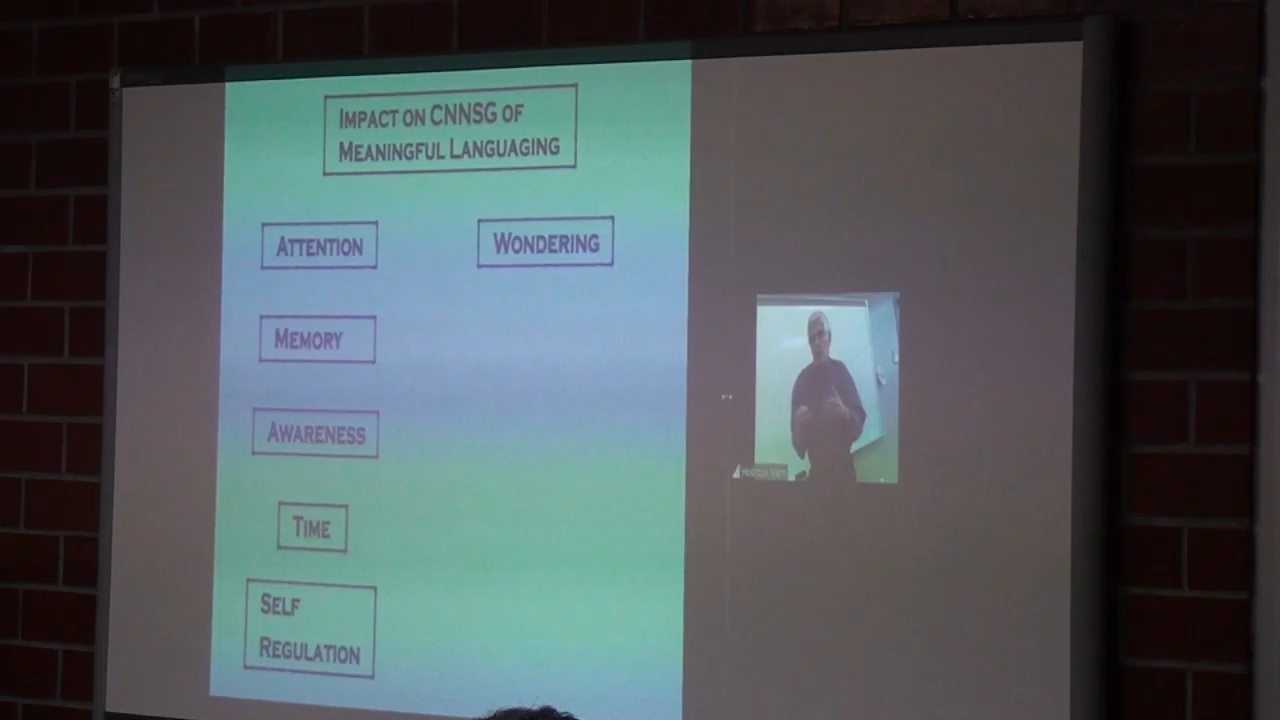 IMPACT ON CNNSG OF
MEANINGFUL LANGUAGING
ATTENTION
WONDERING
MEMORY
AWARENESS
TIME
SELF
REGULATION